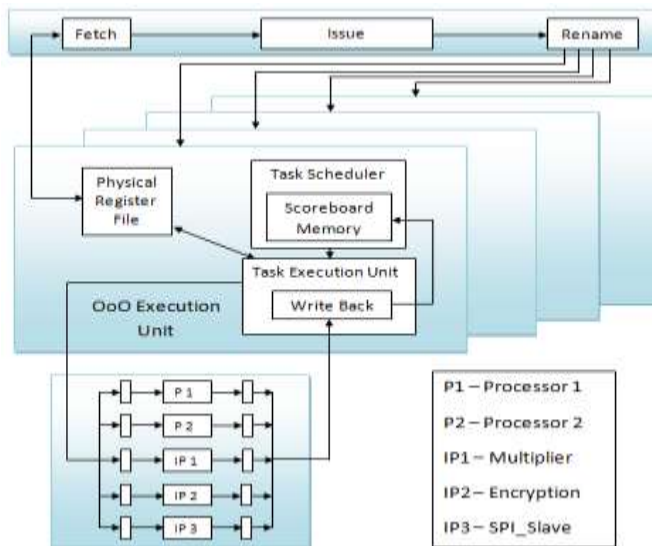 Fetch
Issue
Rename
Physical
Register
File
Task Scheduler
Scoreboard
Memory
Task Execution Unit
Write Back
OoO Execution
Unit
P 1
P 2
IP 1
IP 2
IP 3
P1 – Processor 1
P2 – Processor 2
IP1 – Multiplier
IP2 – Encryption
IP3 – SPI_Slave